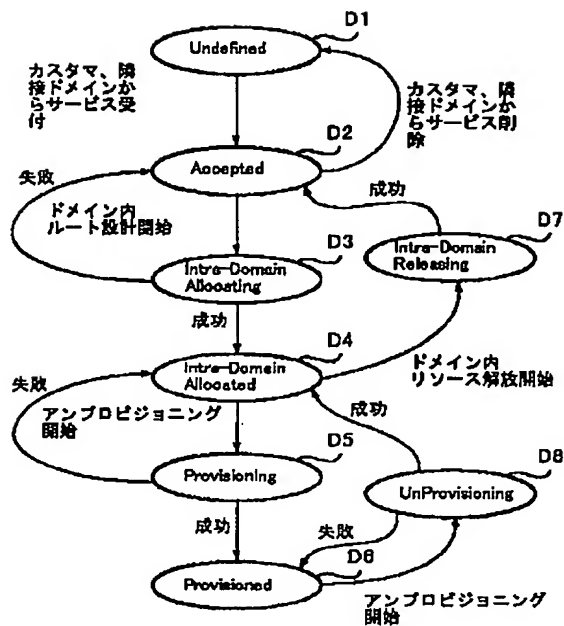 D1
Undefined
カスタマ、隣
接ドメインか
らサービス受
付
カスタマ、隣
接ドメインか
らサービス削
除
D2
Accepted
失敗
成功
ドメイン内
ルート設計開始
D3
D7
Intra-Domain
Allocating
Intra-Domain
Releasing
成功
D4
Intra-Domain
Allocated
ドメイン内
リソース解放開始
失敗
アンプロビジョニング
開始
成功
D5
Provisioning
D8
UnProvisioning
成功
失敗
D6
Provisioned
アンプロビジョニング
開始